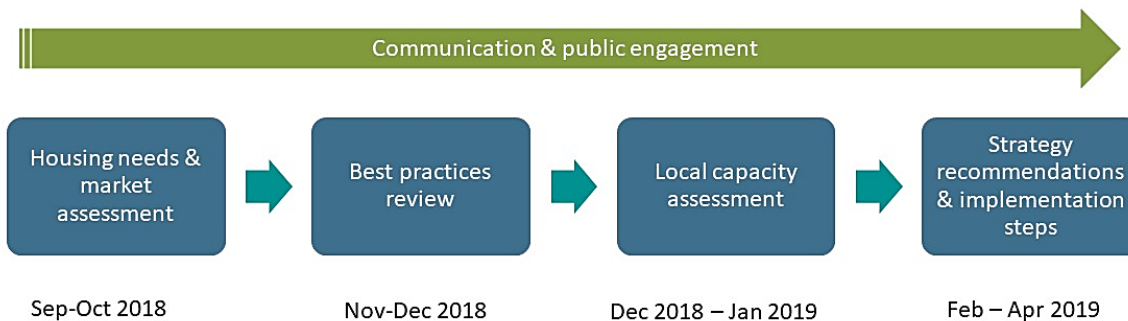 Communication & public engagement
Housing needs &
market
assessment
Best practices
review
Local capacity
assessment
Strategy
recommendations
& implementation
steps
Sep-Oct 2018
Nov-Dec 2018
Dec 2018 – Jan 2019
Feb – Apr 2019